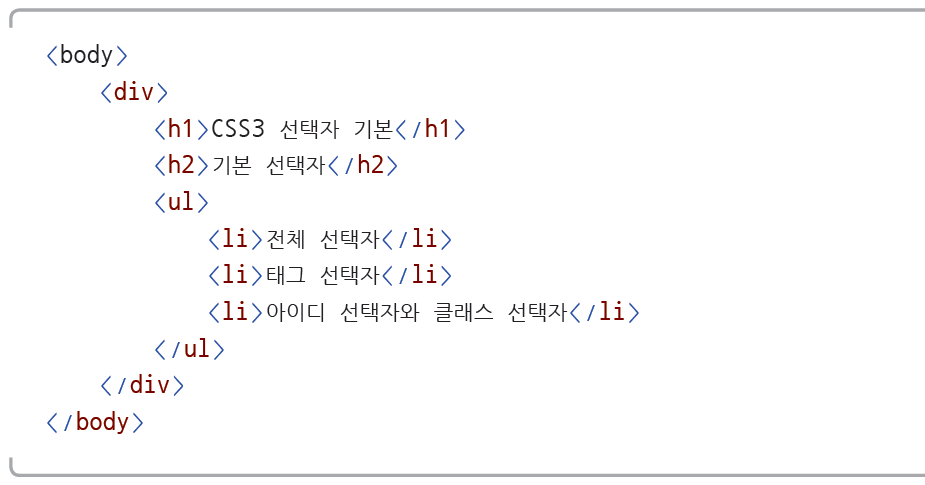 <body>
<div>
<h1>CSS3 선택자 기본</h1>
<h2>기본 선택자</h2>
<ul>
<li>전체 선택자</li>
<li>태그 선택자</li>
<li>아이디 선택자와 클래스 선택자</li>
</ul>
</div>
</body>